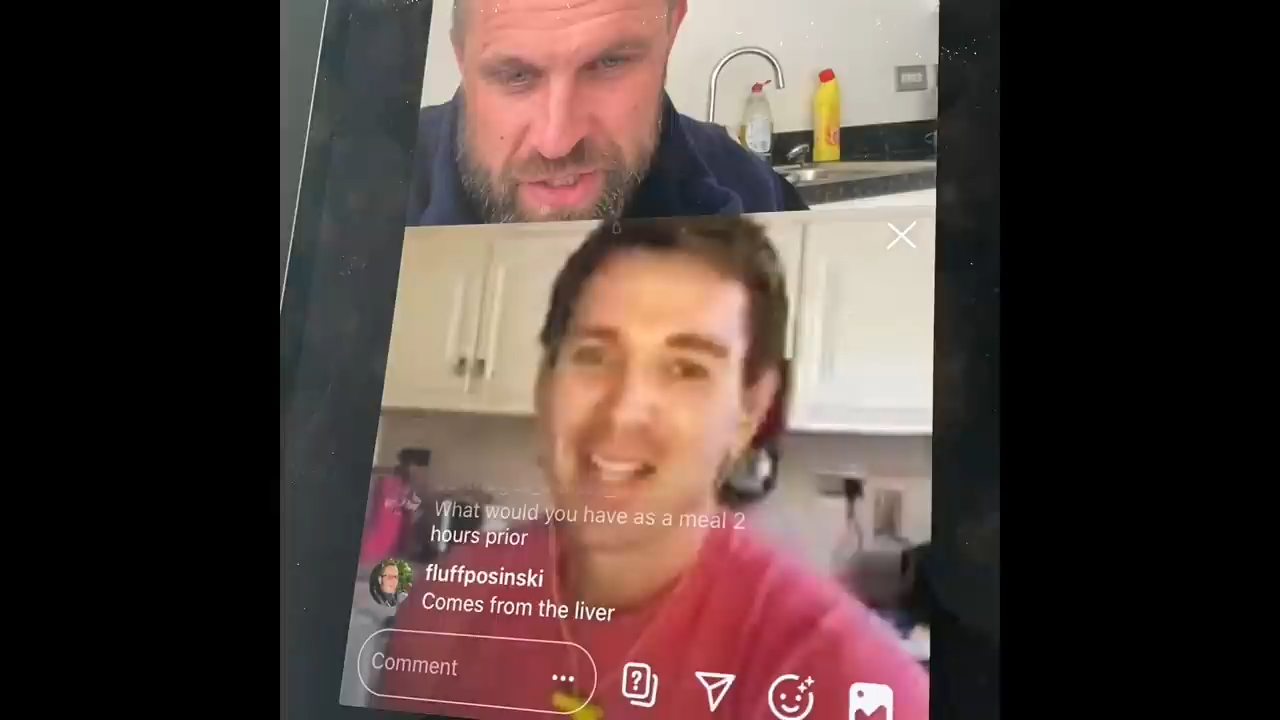 What would you have as a meal 2
hours prior
fluffposinski
Comes from the liver
Comment